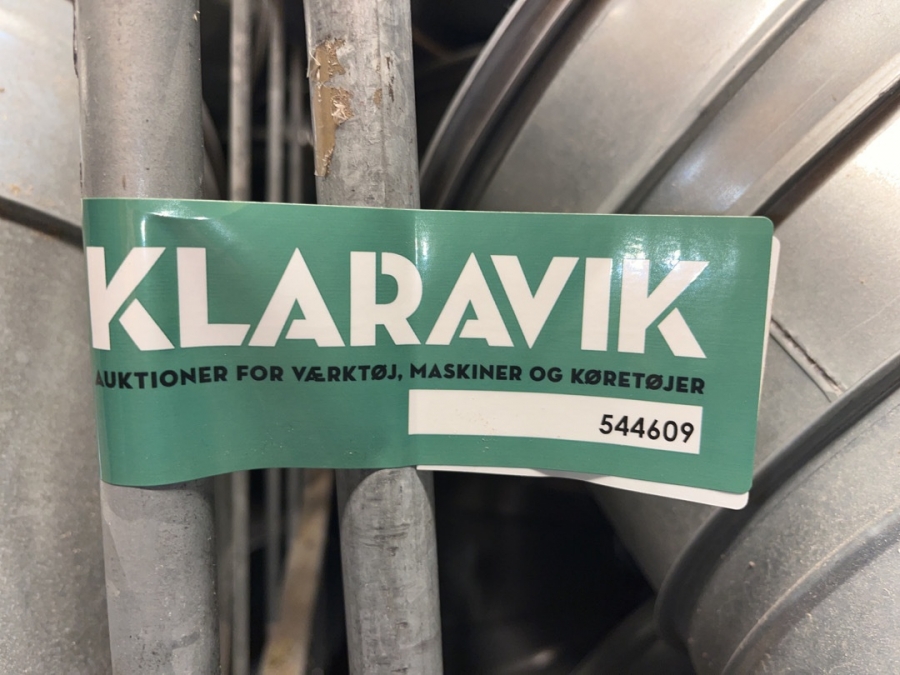 KLARAVIK
AUKTIONER FOR VÆRKTØJ, MASKINER OG KØRETØJER
544609